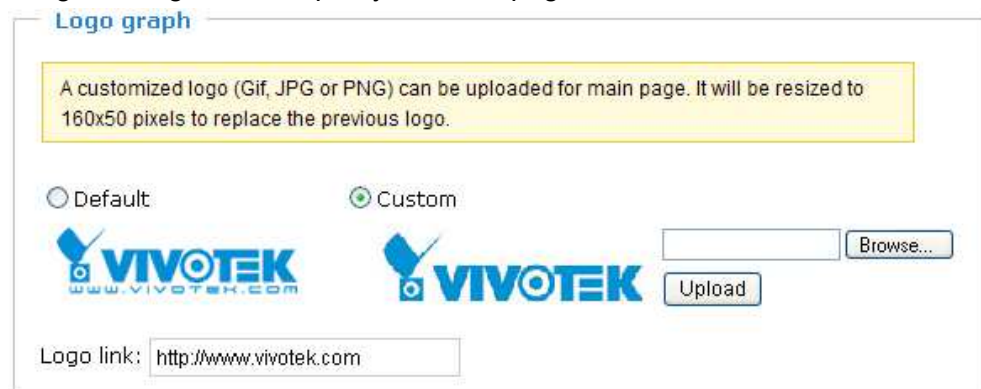 Logo graph
A customized logo (Gif, JPG or PNG) can be uploaded for main page. It will be resized to
160x50 pixels to replace the previous logo.
Default
Custom
VIVOTEK
www.vivotek.com
VIVOTEK
Browse...
Upload
Logo link: http://www.vivotek.com